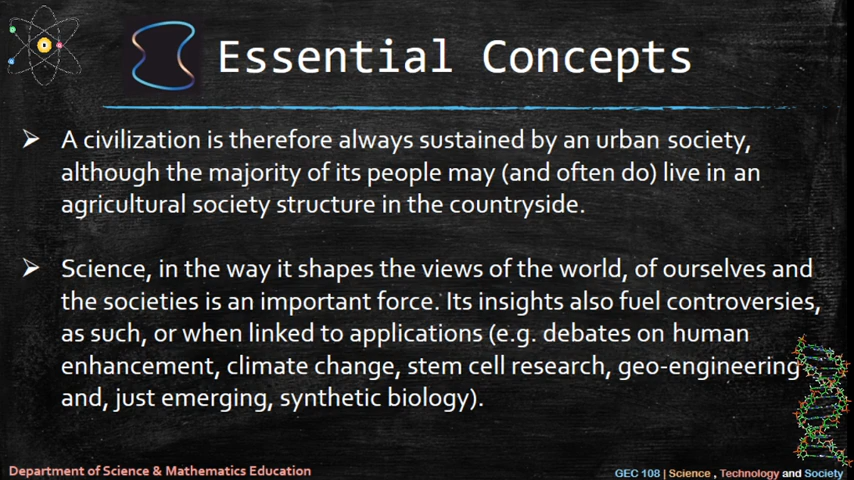 Essential Concepts
A civilization is therefore always sustained by an urban society,
although the majority of its people may (and often do) live in an
agricultural society structure in the countryside.
Science, in the way it shapes the views of the world, of ourselves and
the societies is an important force. Its insights also fuel controversies,
as such, or when linked to applications (e.g. debates on human
enhancement, climate change, stem cell research, geo-engineering
and, just emerging, synthetic biology).
Department of Science & Mathematics Education
GEC 108 | Science , Technology and Society